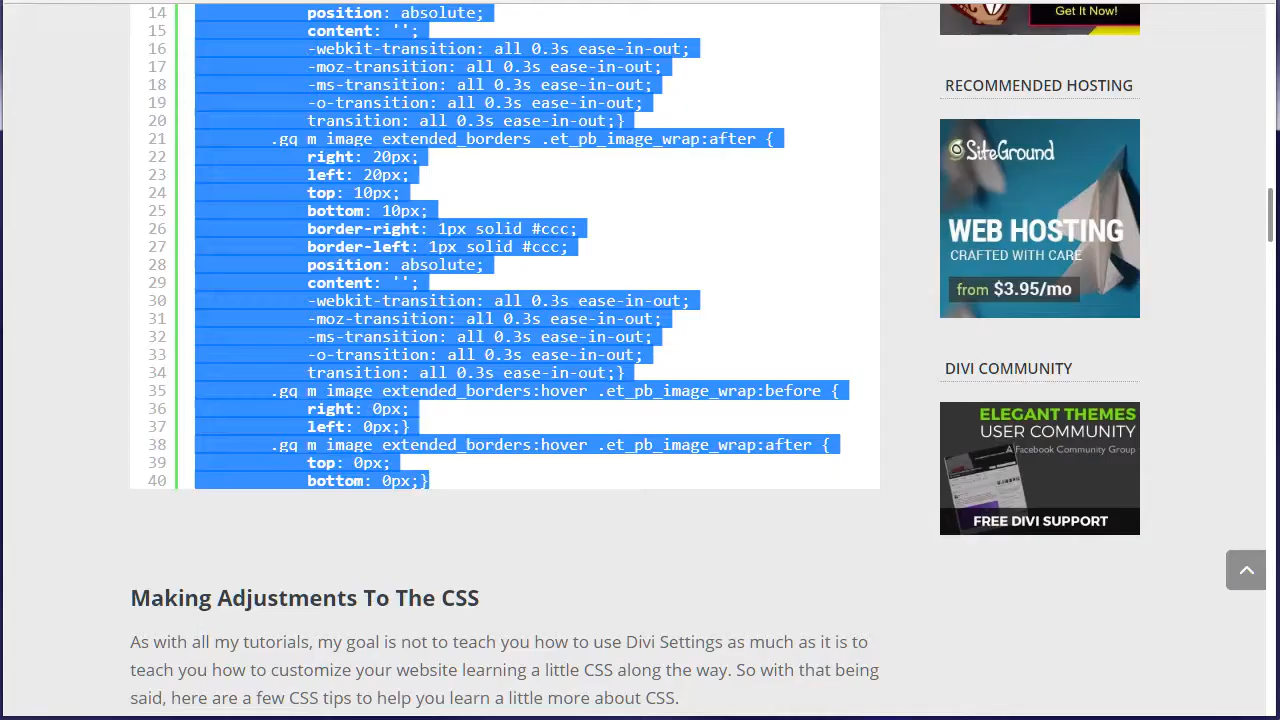 14 position: absolute;
15 content: '';
16 -webkit-transition: all 0.3s ease-in-out;
17 -moz-transition: all 0.3s ease-in-out;
18 -ms-transition: all 0.3s ease-in-out;
19 -o-transition: all 0.3s ease-in-out;
20 transition: all 0.3s ease-in-out;}
21 .gq_m_image_extended_borders .et_pb_image_wrap:after {
22 right: 20px;
23 left: 20px;
24 top: 10px;
25 bottom: 10px;
26 border-right: 1px solid #ccc;
27 border-left: 1px solid #ccc;
28 position: absolute;
29 content: '';
30 -webkit-transition: all 0.3s ease-in-out;
31 -moz-transition: all 0.3s ease-in-out;
32 -ms-transition: all 0.3s ease-in-out;
33 -o-transition: all 0.3s ease-in-out;
34 transition: all 0.3s ease-in-out;}
35 .gq_m_image_extended_borders:hover .et_pb_image_wrap:before {
36 right: 0px;
37 left: 0px;}
38 .gq_m_image_extended_borders:hover .et_pb_image_wrap:after {
39 top: 0px;
40 bottom: 0px;}
Making Adjustments To The CSS
As with all my tutorials, my goal is not to teach you how to use Divi Settings as much as it is to
teach you how to customize your website learning a little CSS along the way. So with that being
said, here are a few CSS tips to help you learn a little more about CSS.
Get It Now!
RECOMMENDED HOSTING
SiteGround
WEB HOSTING
CRAFTED WITH CARE
from $3.95/mo
DIVI COMMUNITY
ELEGANT THEMES
USER COMMUNITY
A Facebook Community Group
FREE DIVI SUPPORT